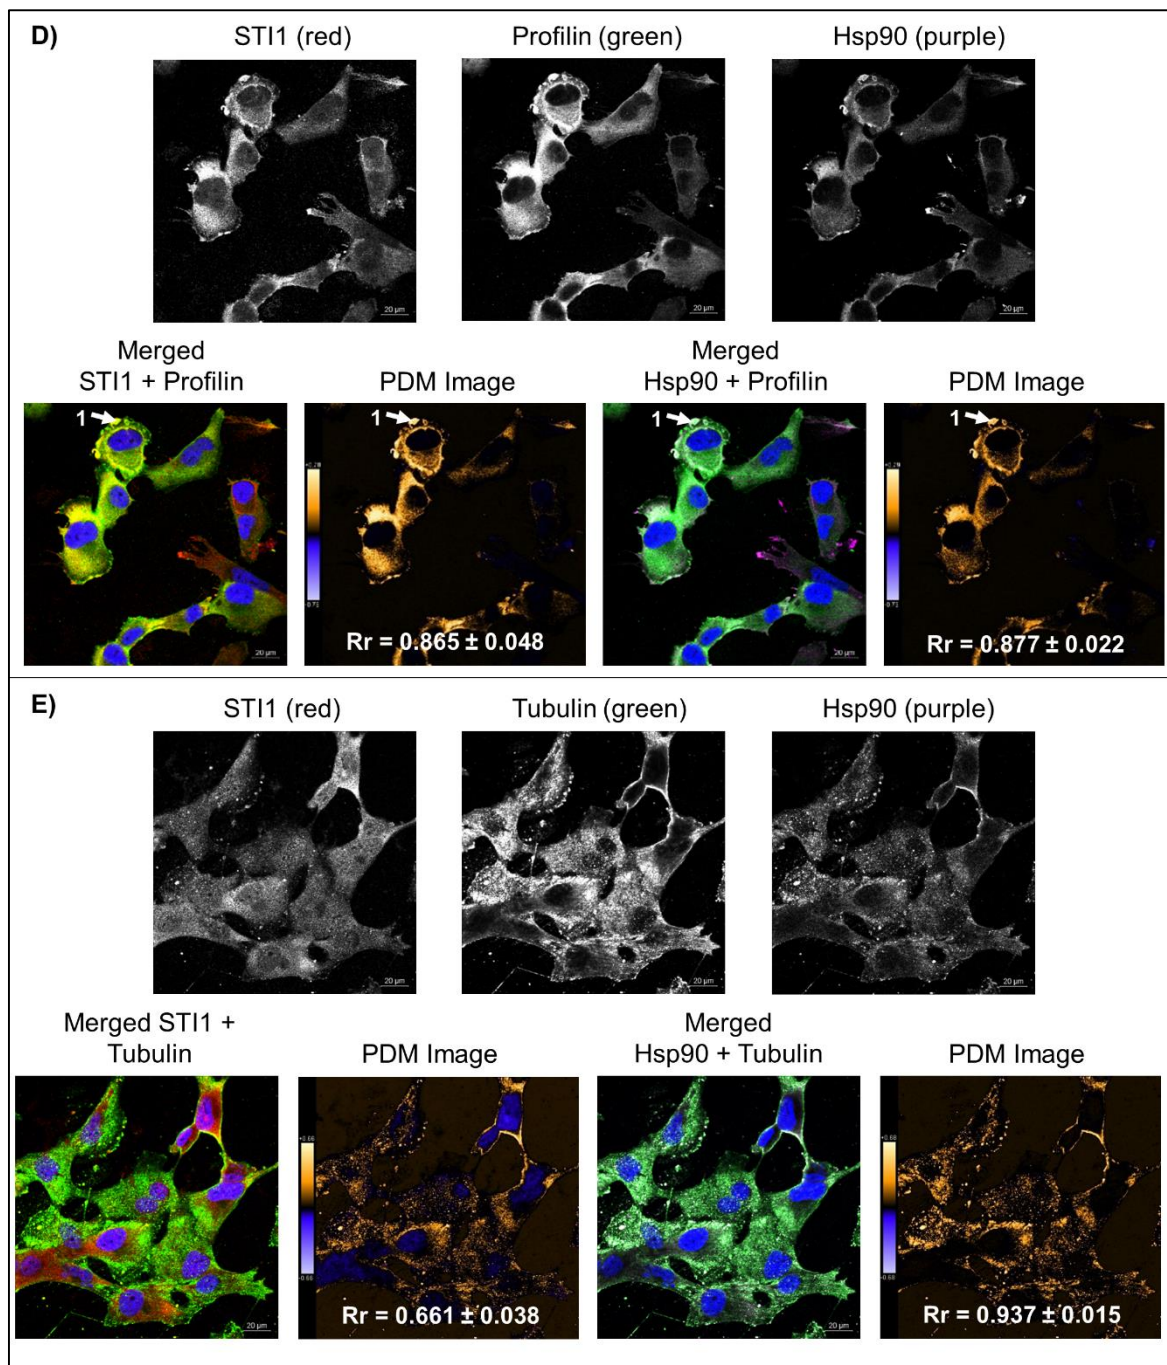 D)
STI1 (red)
Profilin (green)
Hsp90 (purple)
20 µm
20 µm
20 µm
Merged
STI1 + Profilin
PDM Image
Merged
Hsp90 + Profilin
PDM Image
1
1
1
1
20 µm
Rr = 0.865 ± 0.048
20 µm
Rr = 0.877 ± 0.022
E)
STI1 (red)
Tubulin (green)
Hsp90 (purple)
20 µm
20 µm
20 µm
Merged STI1 +
Tubulin
PDM Image
Merged
Hsp90 + Tubulin
PDM Image
+0.66
20 µm
Rr = 0.661 ± 0.038
20 µm
Rr = 0.937 ± 0.015